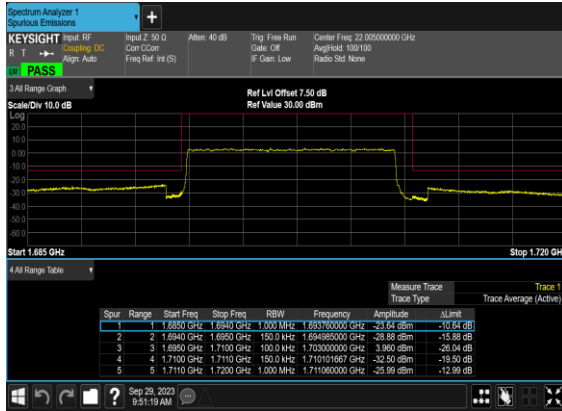 Spectrum Analyzer 1
Spurious Emissions
KEYSIGHT
R T
LU PASS
Input: RF
Coupling: DC
Align: Auto
Input Z: 50 Ω
Corr CCorr
Freq Ref: Int (S)
Atten: 40 dB
Trig: Free Run
Gate: Off
IF Gain: Low
Center Freq: 22.005000000 GHz
Avg|Hold: 100/100
Radio Std: None
3 All Range Graph
Scale/Div 10.0 dB
Ref Lvl Offset 7.50 dB
Ref Value 30.00 dBm
Log
20.0
10.0
0.00
-10.0
-20.0
-30.0
-40.0
-50.0
-60.0
Start 1.685 GHz
Stop 1.720 GH
4 All Range Table
Measure Trace Trace 1
Trace Type Trace Average (Active)
Spur Range Start Freq Stop Freq RBW Frequency Amplitude ΔLimit
1 1 1.6850 GHz 1.6940 GHz 1.000 MHz 1.693760000 GHz -23.64 dBm -10.64 dB
2 2 1.6940 GHz 1.6950 GHz 150.0 kHz 1.694985000 GHz -28.88 dBm -15.88 dB
3 3 1.6950 GHz 1.7100 GHz 100.0 kHz 1.703000000 GHz 3.960 dBm -26.04 dB
4 4 1.7100 GHz 1.7110 GHz 150.0 kHz 1.710101667 GHz -32.50 dBm -19.50 dB
5 5 1.7110 GHz 1.7200 GHz 1.000 MHz 1.711060000 GHz -25.99 dBm -12.99 dB
Sep 29, 2023
9:51:19 AM